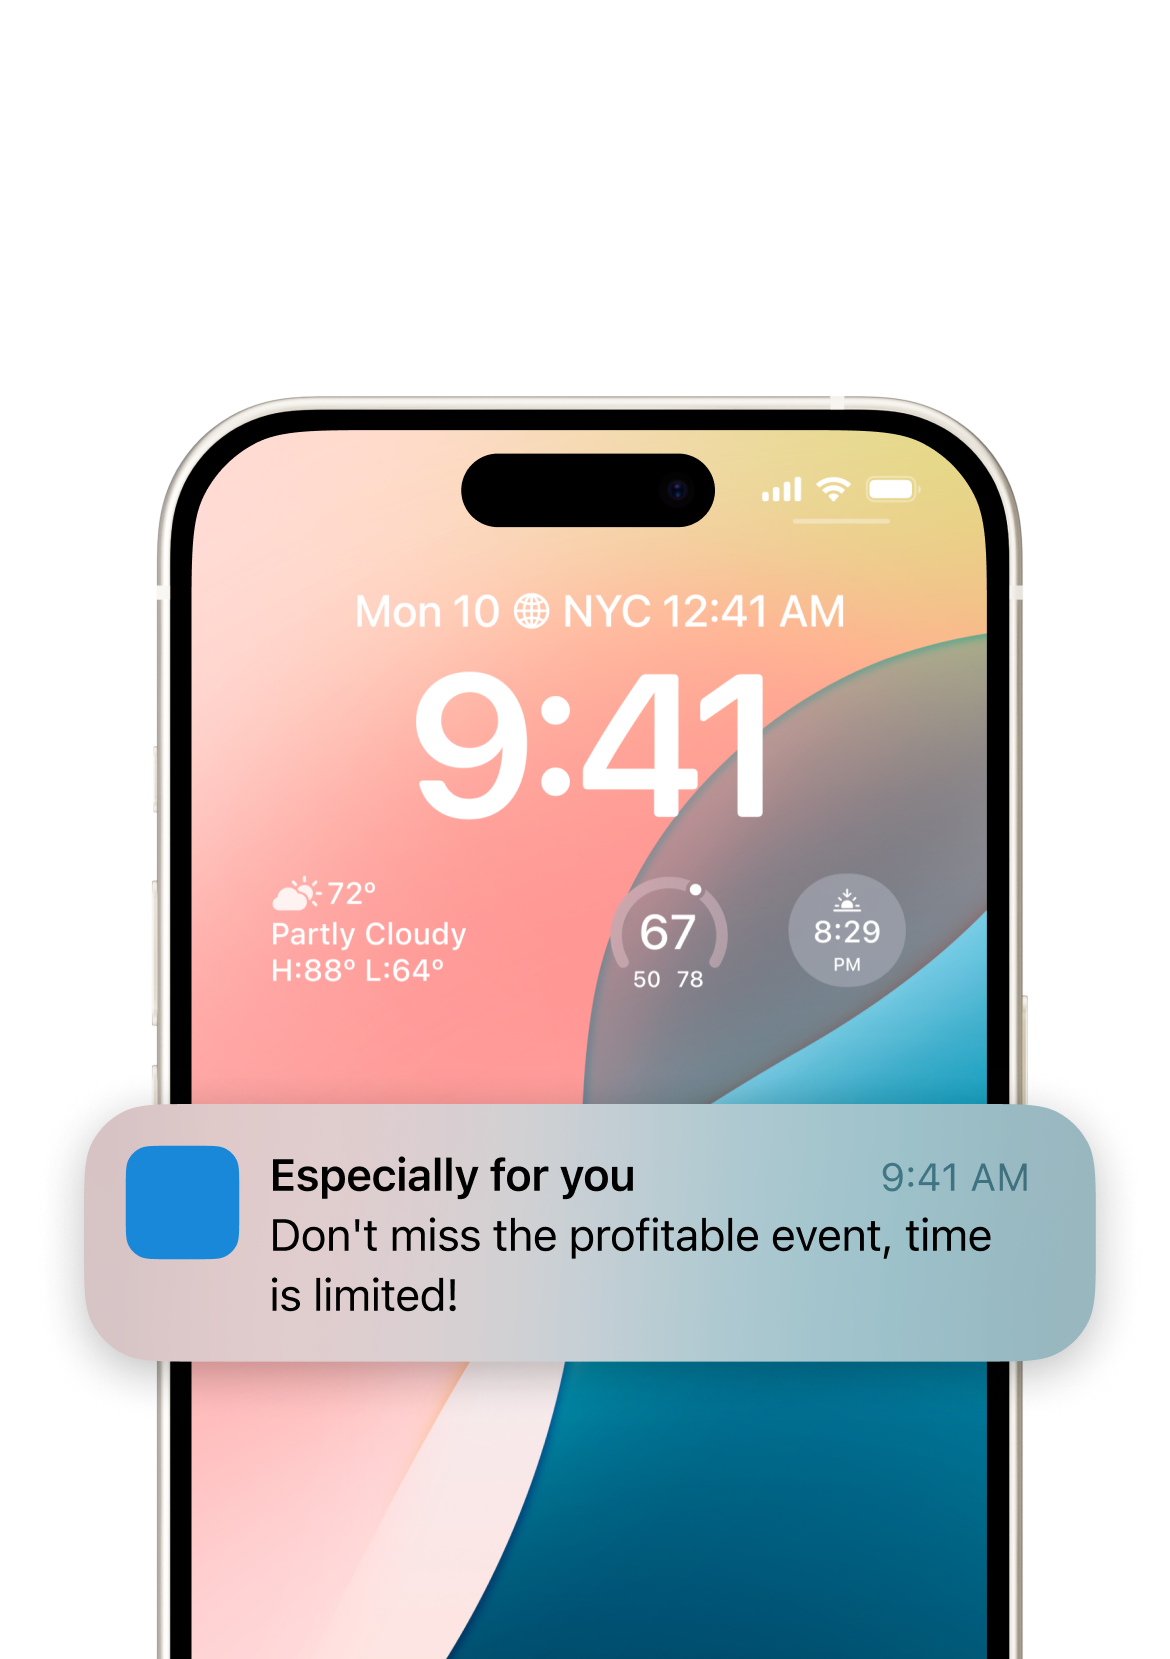 Mon 10 NYC 12:41 AM
9:41
72°
Partly Cloudy
H:88° L:64°
67
50 78
8:29
PM
Especially for you 9:41 AM
Don't miss the profitable event, time
is limited!